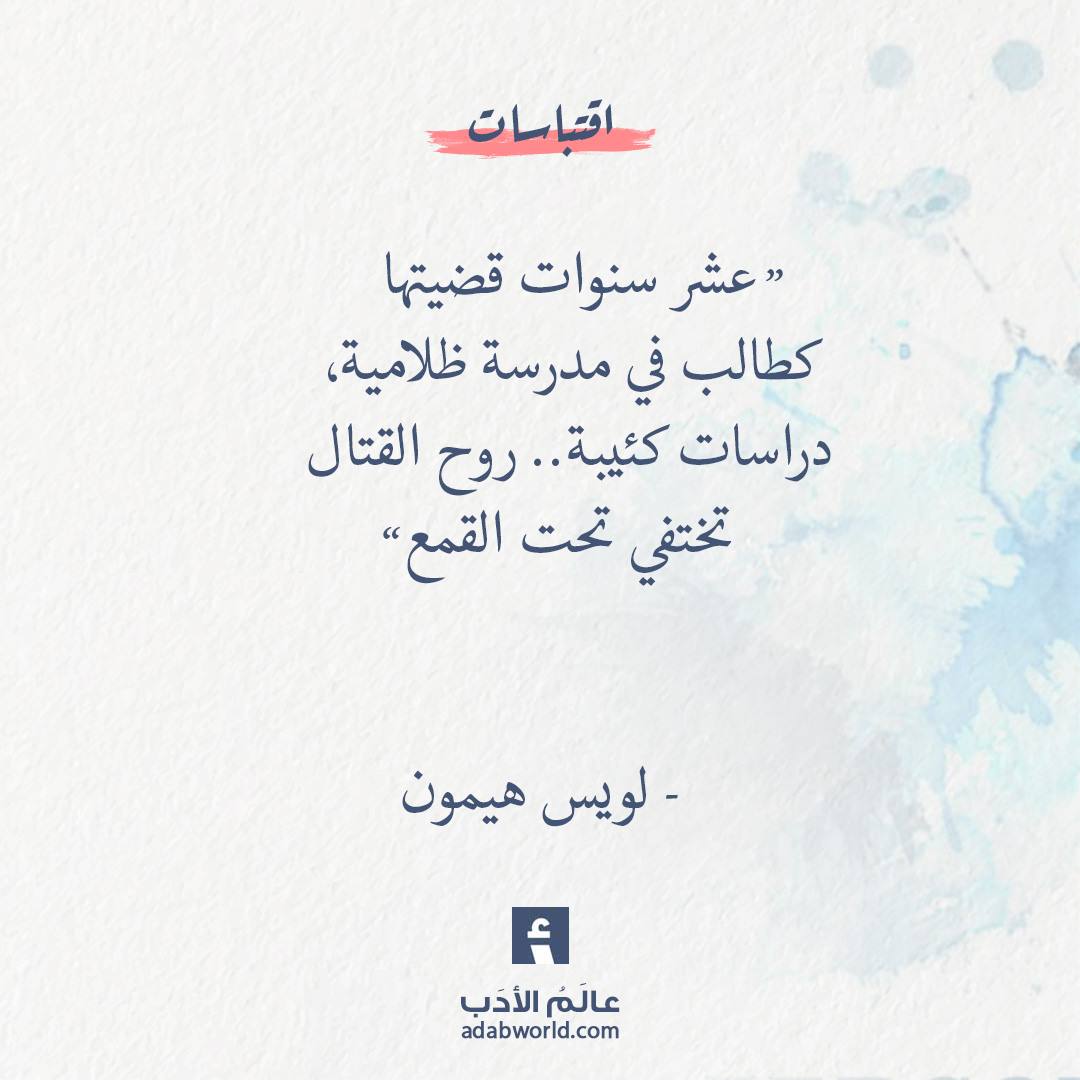 اقتباسات
”عشر سنوات قضيتها
كطالب في مدرسة ظلامية،
دراسات كئيبة.. روح القتال
تختفي تحت القمع“
- لويس هيمون
أ
عالَمُ الأدَب
adabworld.com